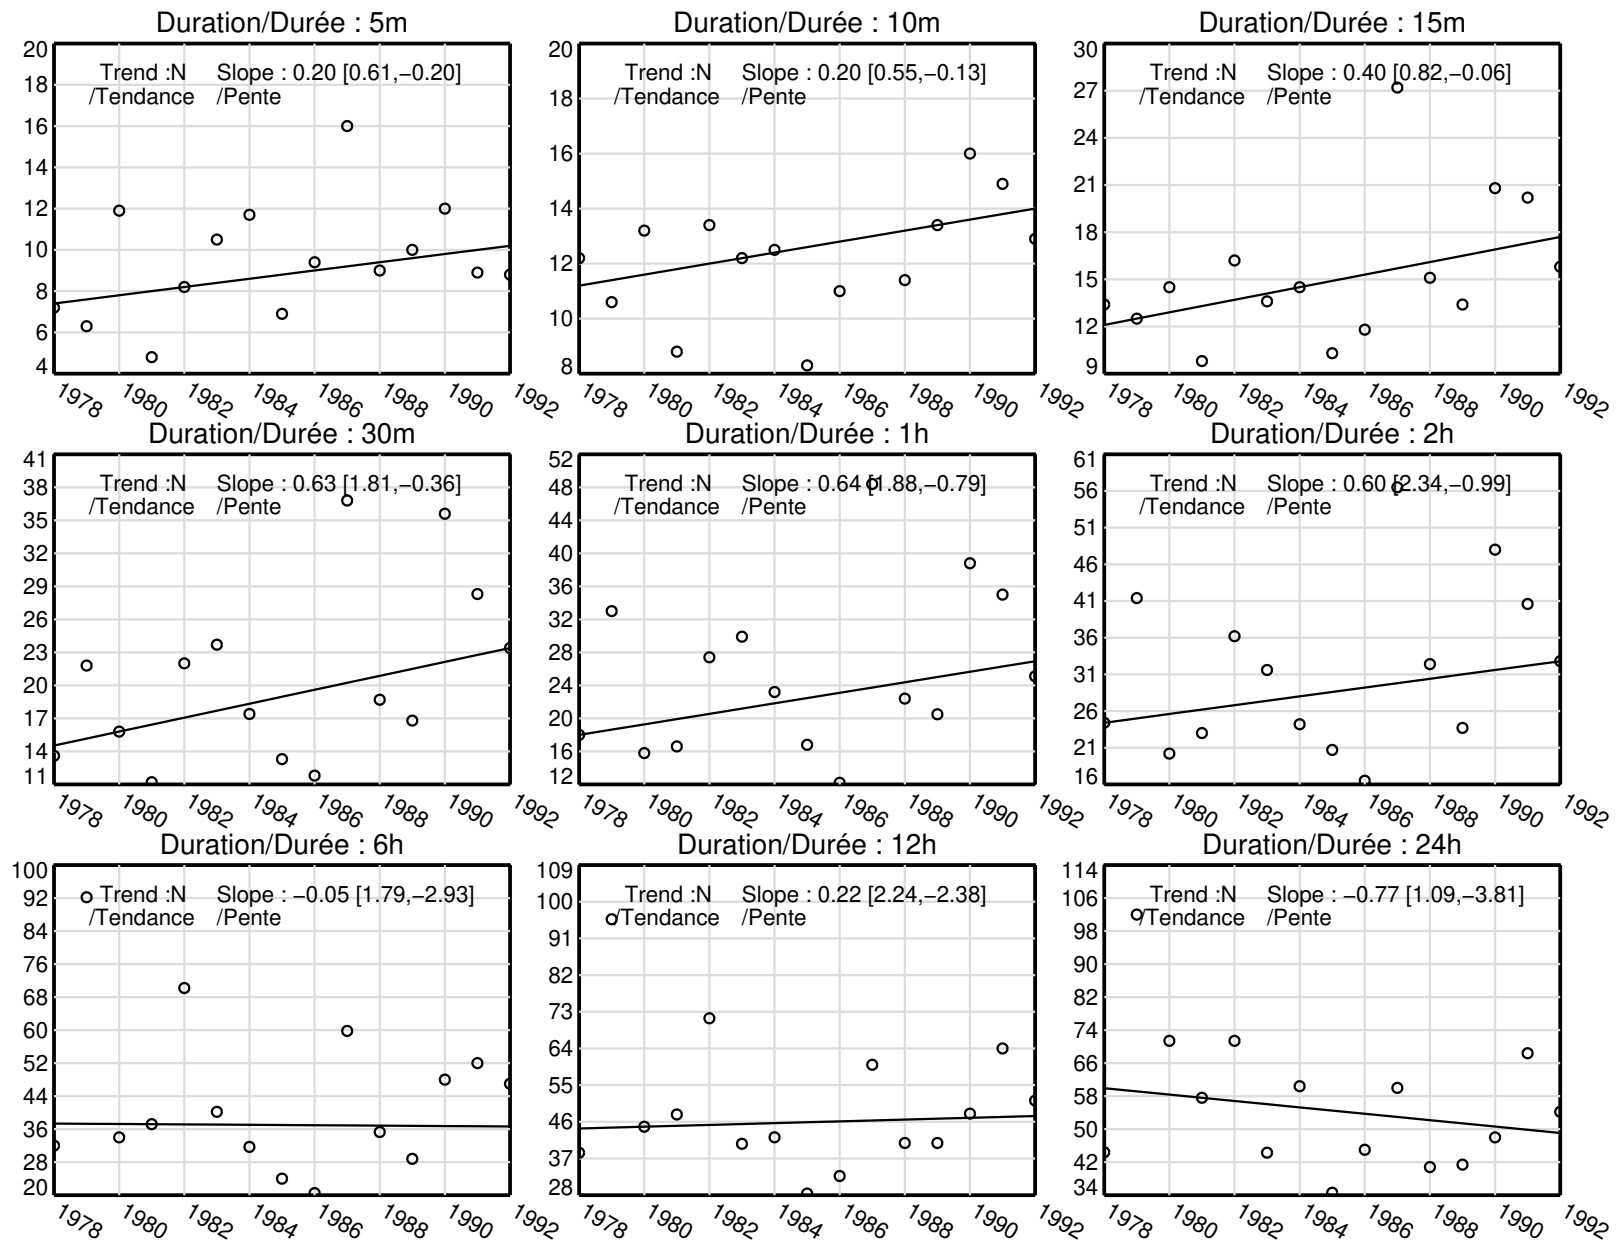 Duration/Durée : 5m
Trend :N Slope : 0.20 [0.61,−0.20]
/Tendance /Pente
20
18
16
14
12
10
8
6
4
1978 1980 1982 1984 1986 1988 1990 1992
Duration/Durée : 10m
Trend :N Slope : 0.20 [0.55,−0.13]
/Tendance /Pente
20
18
16
14
12
10
8
1978 1980 1982 1984 1986 1988 1990 1992
Duration/Durée : 15m
Trend :N Slope : 0.40 [0.82,−0.06]
/Tendance /Pente
30
27
24
21
18
15
12
9
1978 1980 1982 1984 1986 1988 1990 1992
Duration/Durée : 30m
Trend :N Slope : 0.63 [1.81,−0.36]
/Tendance /Pente
41
38
35
32
29
26
23
20
17
14
11
1978 1980 1982 1984 1986 1988 1990 1992
Duration/Durée : 1h
Trend :N Slope : 0.64 [1.88,−0.79]
/Tendance /Pente
52
48
44
40
36
32
28
24
20
16
12
1978 1980 1982 1984 1986 1988 1990 1992
Duration/Durée : 2h
Trend :N Slope : 0.60 [2.34,−0.99]
/Tendance /Pente
61
56
51
46
41
36
31
26
21
16
1978 1980 1982 1984 1986 1988 1990 1992
Duration/Durée : 6h
Trend :N Slope : −0.05 [1.79,−2.93]
/Tendance /Pente
100
92
84
76
68
60
52
44
36
28
20
1978 1980 1982 1984 1986 1988 1990 1992
Duration/Durée : 12h
Trend :N Slope : 0.22 [2.24,−2.38]
/Tendance /Pente
109
100
91
82
73
64
55
46
37
28
1978 1980 1982 1984 1986 1988 1990 1992
Duration/Durée : 24h
Trend :N Slope : −0.77 [1.09,−3.81]
/Tendance /Pente
114
106
98
90
82
74
66
58
50
42
34
1978 1980 1982 1984 1986 1988 1990 1992